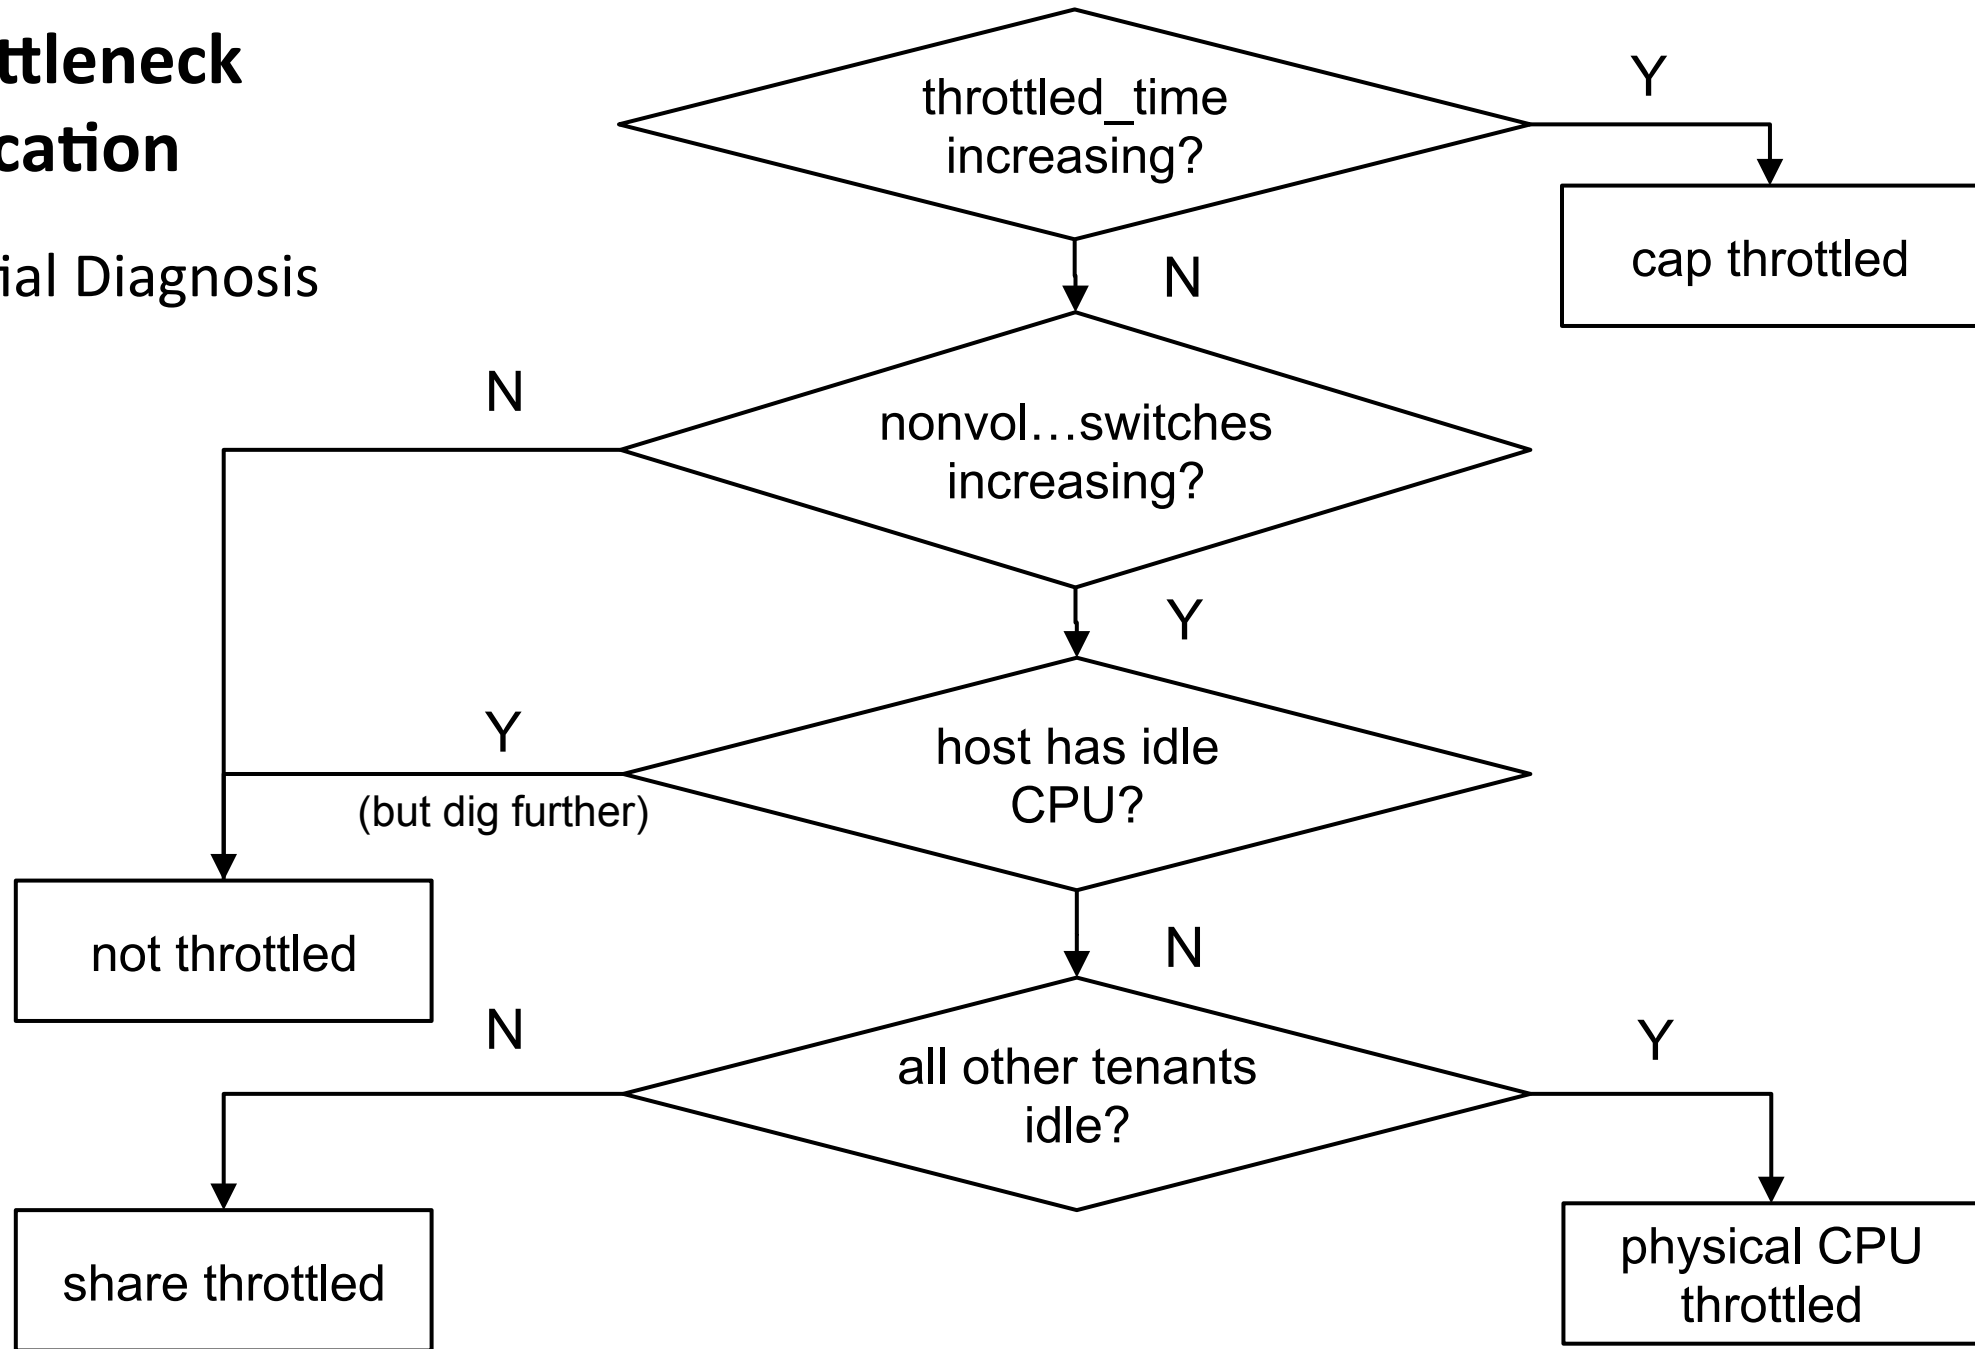 ttleneck
cation
ial Diagnosis
throttled_time
increasing?
Y
cap throttled
N
N
nonvol…switches
increasing?
Y
Y
(but dig further)
host has idle
CPU?
not throttled
N
N
all other tenants
idle?
Y
share throttled
physical CPU
throttled